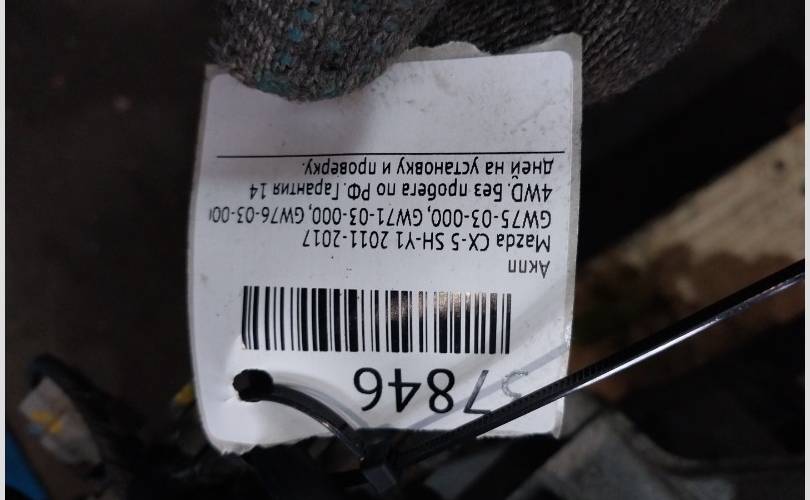 57846
Акпп
Mazda CX-5 SH-Y1 2011-2017
GW75-03-000, GW71-03-000, GW76-03-00
4WD. Без пробега по РФ. Гарантия 14
дней на установку и проверку.